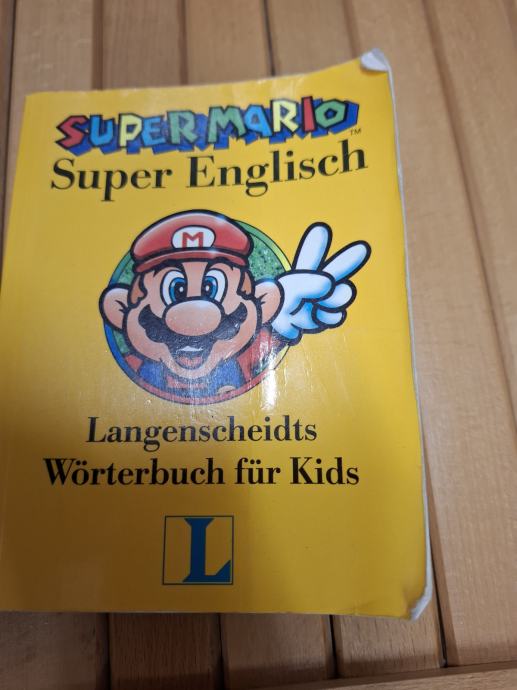 SUPER MARIO™
Super Englisch
M
Langenscheidts
Wörterbuch für Kids
L